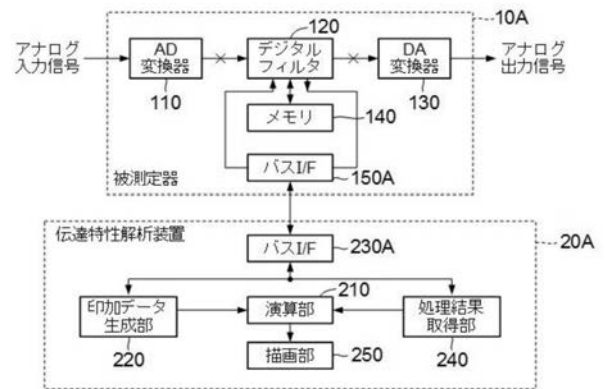 10A
アナログ
入力信号
AD
変換器
110
120
デジタル
フィルタ
DA
変換器
130
アナログ
出力信号
メモリ
140
バスI/F
150A
被測定器
伝達特性解析装置
20A
バスI/F
230A
印加データ
生成部
220
210
演算部
処理結果
取得部
240
描画部
250